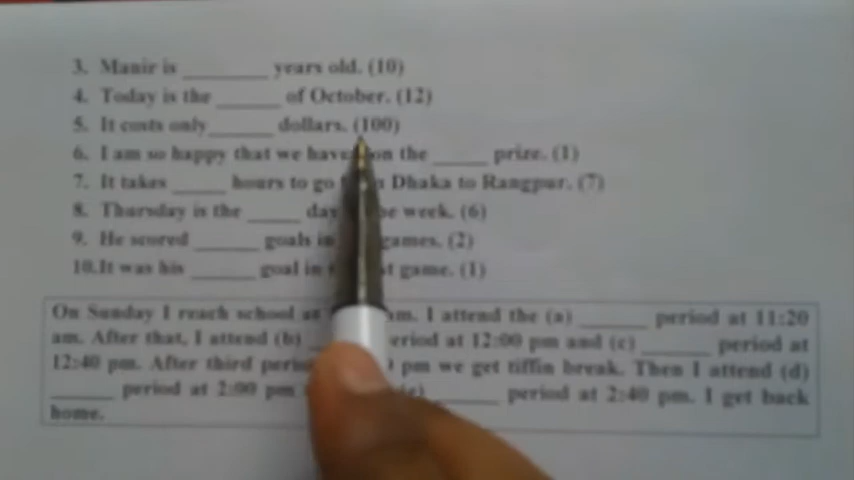 3. Manir is ________ years old. (10)
4. Today is the ______ of October. (12)
5. It costs only______ dollars. (100)
6. I am so happy that we have on the _____ prize. (1)
7. It takes _____ hours to go Dhaka to Rangpur. (7)
8. Thursday is the _____ day week. (6)
9. He scored ______ goals in games. (2)
10.It was his ______ goal in game. (1)
On Sunday I reach school at am. I attend the (a) ______ period at 11:20
am. After that, I attend (b) period at 12:00 pm and (c) ______ period at
12:40 pm. After third pm we get tiffin break. Then I attend (d)
______ period at 2:00 pm (e) ______ period at 2:40 pm. I get back
home.